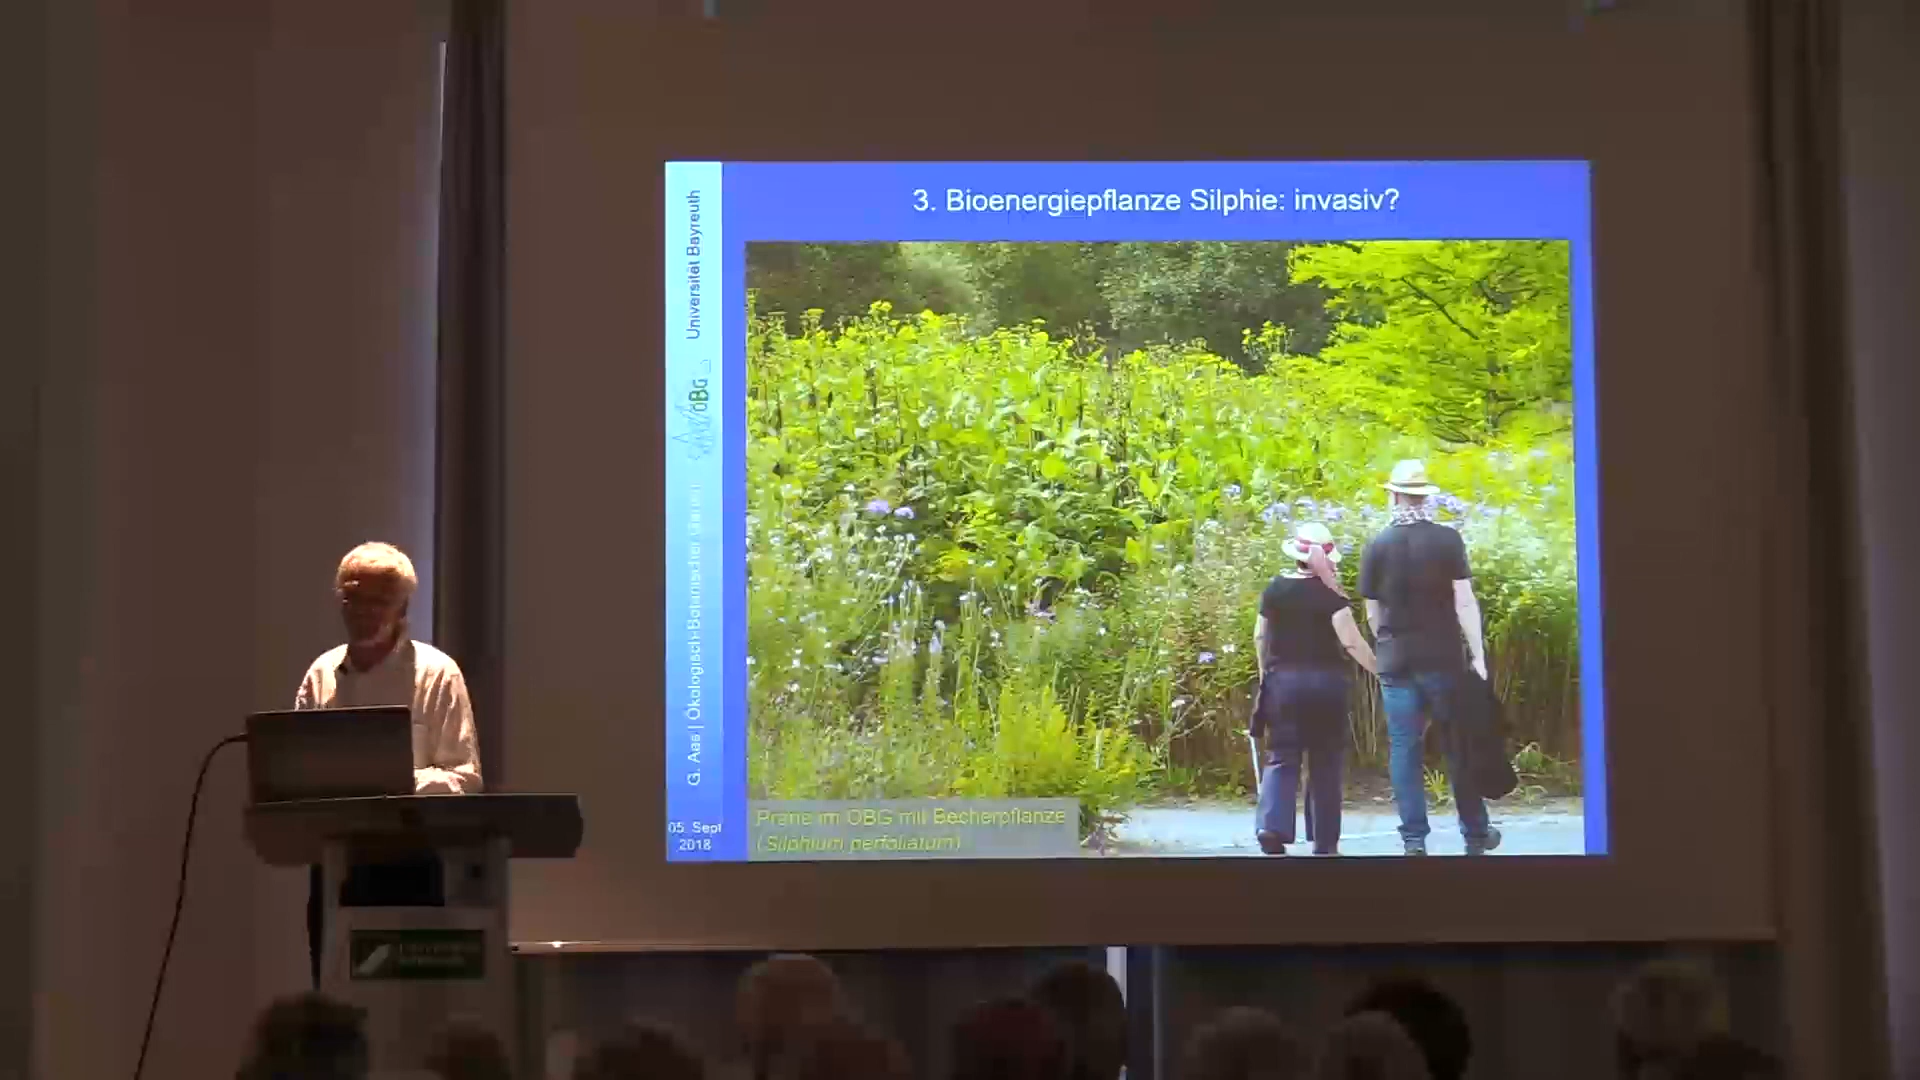 3. Bioenergiepflanze Silphie: invasiv?
Universität Bayreuth
ÖBG
G. Aas | Ökologisch-Botanischer Garten
05. Sept
2018
Prärie im ÖBG mit Becherpflanze
(Silphium perfoliatum)